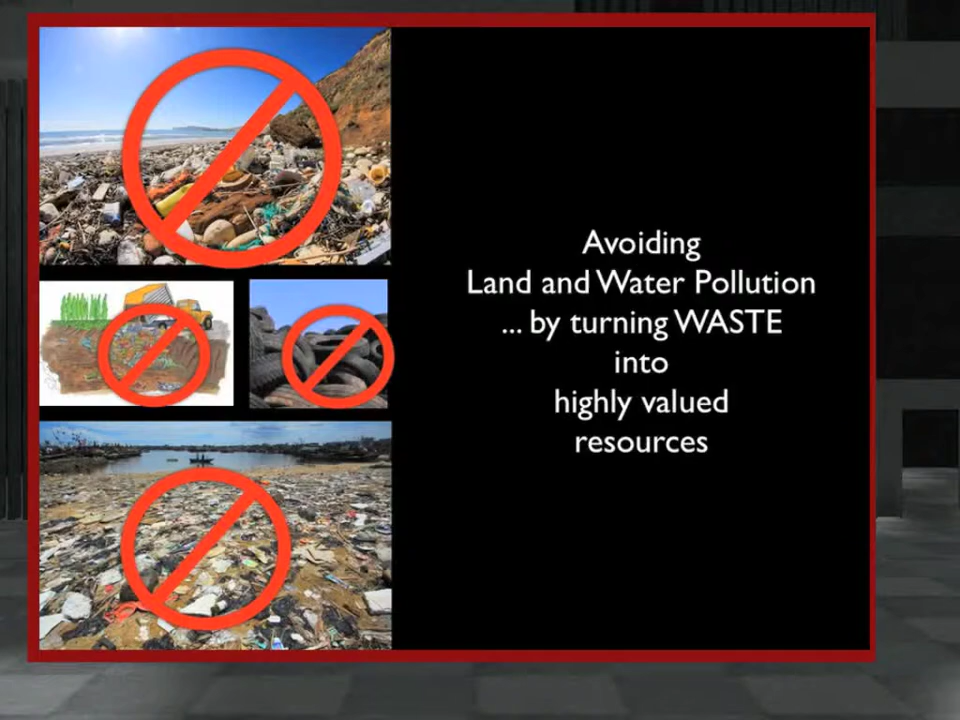 Avoiding
Land and Water Pollution
... by turning WASTE
into
highly valued
resources